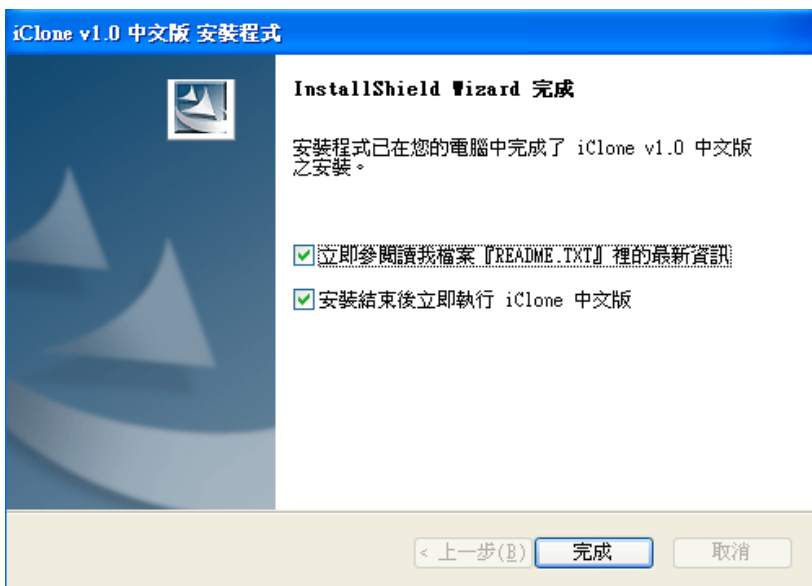 iClone v1.0 中文版 安裝程式
InstallShield Wizard 完成
安裝程式已在您的電腦中完成了 iClone v1.0 中文版
之安裝。
立即參閱讀我檔案『README.TXT』裡的最新資訊
安裝結束後立即執行 iClone 中文版
< 上一步(B)
完成
取消